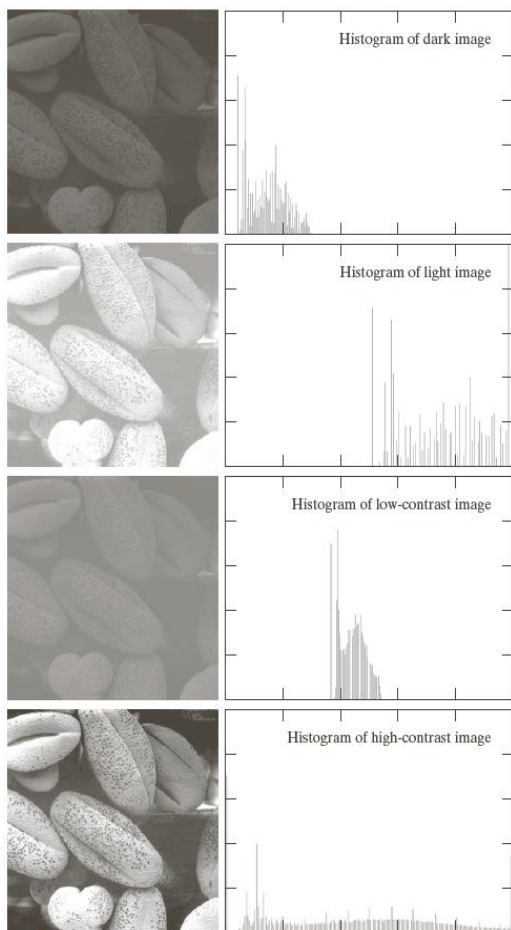 Histogram of dark image
Histogram of light image
Histogram of low-contrast image
Histogram of high-contrast image